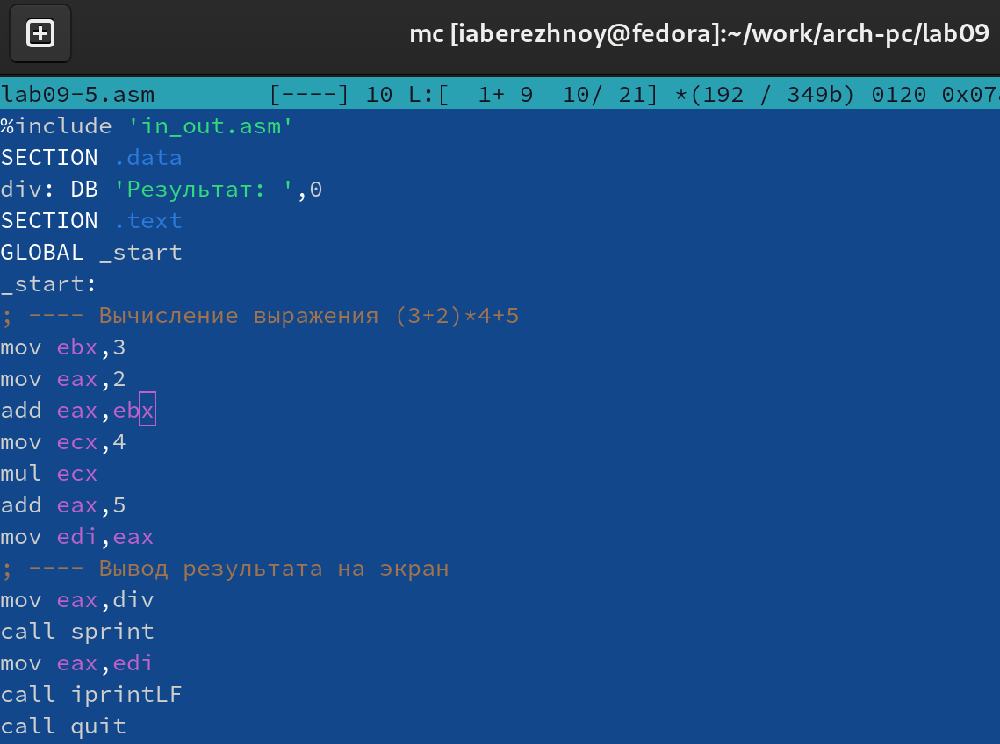 mc [iaberezhnoy@fedora]:~/work/arch-pc/lab09
lab09-5.asm [----] 10 L:[ 1+ 9 10/ 21] *(192 / 349b) 0120 0x07
%include 'in_out.asm'
SECTION .data
div: DB 'Результат: ',0
SECTION .text
GLOBAL _start
_start:
; ---- Вычисление выражения (3+2)*4+5
mov ebx,3
mov eax,2
add eax,ebx
mov ecx,4
mul ecx
add eax,5
mov edi,eax
; ---- Вывод результата на экран
mov eax,div
call sprint
mov eax,edi
call iprintLF
call quit